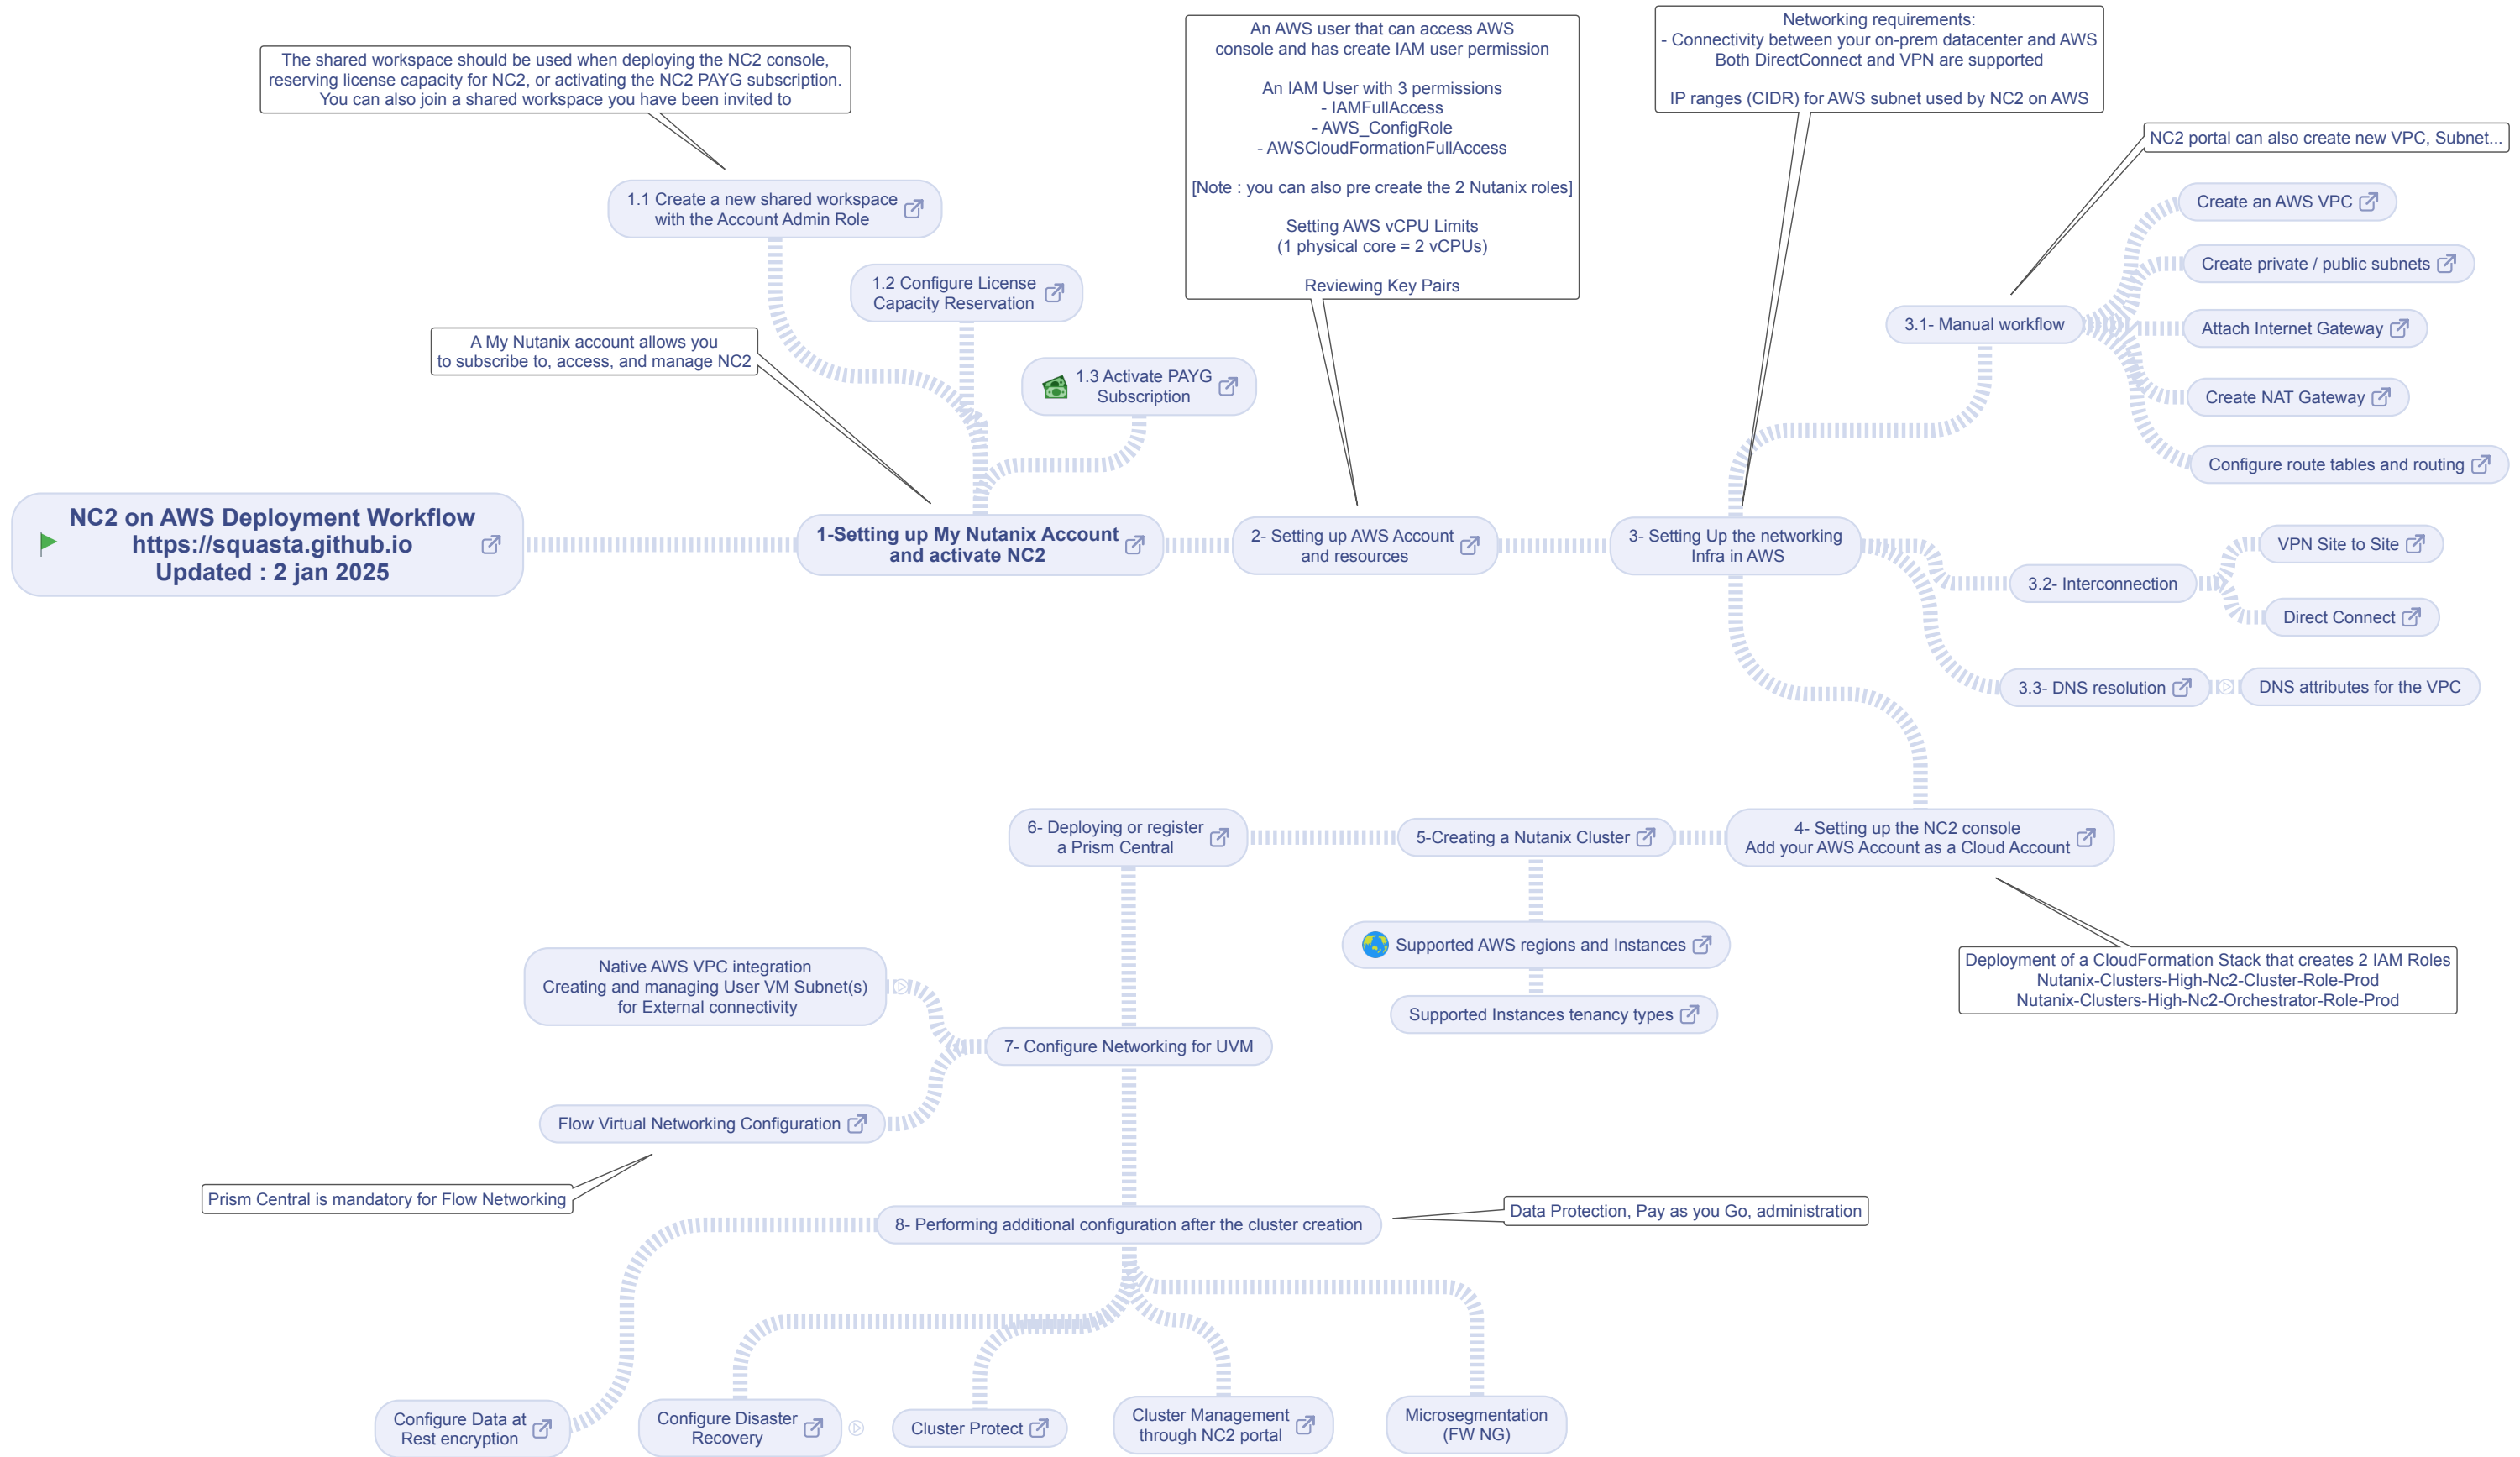 The shared workspace should be used when deploying the NC2 console,
reserving license capacity for NC2, or activating the NC2 PAYG subscription.
You can also join a shared workspace you have been invited to
1.1 Create a new shared workspace
with the Account Admin Role
1.2 Configure License
Capacity Reservation
A My Nutanix account allows you
to subscribe to, access, and manage NC2
1.3 Activate PAYG
Subscription
An AWS user that can access AWS
console and has create IAM user permission
An IAM User with 3 permissions
- IAMFullAccess
- AWS_ConfigRole
- AWSCloudFormationFullAccess
[Note : you can also pre create the 2 Nutanix roles]
Setting AWS vCPU Limits
(1 physical core = 2 vCPUs)
Reviewing Key Pairs
Networking requirements:
- Connectivity between your on-prem datacenter and AWS
Both DirectConnect and VPN are supported
IP ranges (CIDR) for AWS subnet used by NC2 on AWS
NC2 portal can also create new VPC, Subnet...
Create an AWS VPC
Create private / public subnets
3.1- Manual workflow
Attach Internet Gateway
Create NAT Gateway
Configure route tables and routing
NC2 on AWS Deployment Workflow
https://squasta.github.io
Updated : 2 jan 2025
1-Setting up My Nutanix Account
and activate NC2
2- Setting up AWS Account
and resources
3- Setting Up the networking
Infra in AWS
VPN Site to Site
3.2- Interconnection
Direct Connect
3.3- DNS resolution
DNS attributes for the VPC
6- Deploying or register
a Prism Central
5-Creating a Nutanix Cluster
4- Setting up the NC2 console
Add your AWS Account as a Cloud Account
Supported AWS regions and Instances
Supported Instances tenancy types
Deployment of a CloudFormation Stack that creates 2 IAM Roles
Nutanix-Clusters-High-Nc2-Cluster-Role-Prod
Nutanix-Clusters-High-Nc2-Orchestrator-Role-Prod
Native AWS VPC integration
Creating and managing User VM Subnet(s)
for External connectivity
7- Configure Networking for UVM
Flow Virtual Networking Configuration
Prism Central is mandatory for Flow Networking
8- Performing additional configuration after the cluster creation
Data Protection, Pay as you Go, administration
Configure Data at
Rest encryption
Configure Disaster
Recovery
Cluster Protect
Cluster Management
through NC2 portal
Microsegmentation
(FW NG)